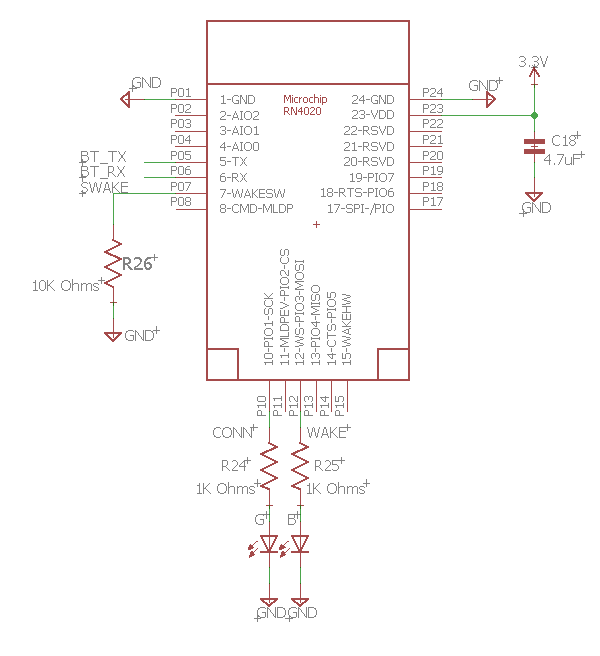 3.3V
GND
P01
1-GND
Microchip
RN4020
24-GND
P24
GND
P02
2-AIO2
23-VDD
P23
P03
3-AIO1
22-RSVD
P22
P04
4-AIO0
21-RSVD
P21
C18
4.7uF
BT_TX
P05
5-TX
20-RSVD
P20
BT_RX
P06
6-RX
19-PIO7
P19
SWAKE
P07
7-WAKESW
18-RTS-PIO6
P18
P08
8-CMD-MLDP
17-SPI-/PIO
P17
GND
R26
10K Ohms
GND
10-PIO1-SCK
11-MLDPEV-PIO2-CS
12-WS-PIO3-MOSI
13-PIO4-MISO
14-CTS-PIO5
15-WAKEHW
P10
P11
P12
P13
P14
P15
CONN
WAKE
R24
R25
1K Ohms
1K Ohms
G
B
GND
GND